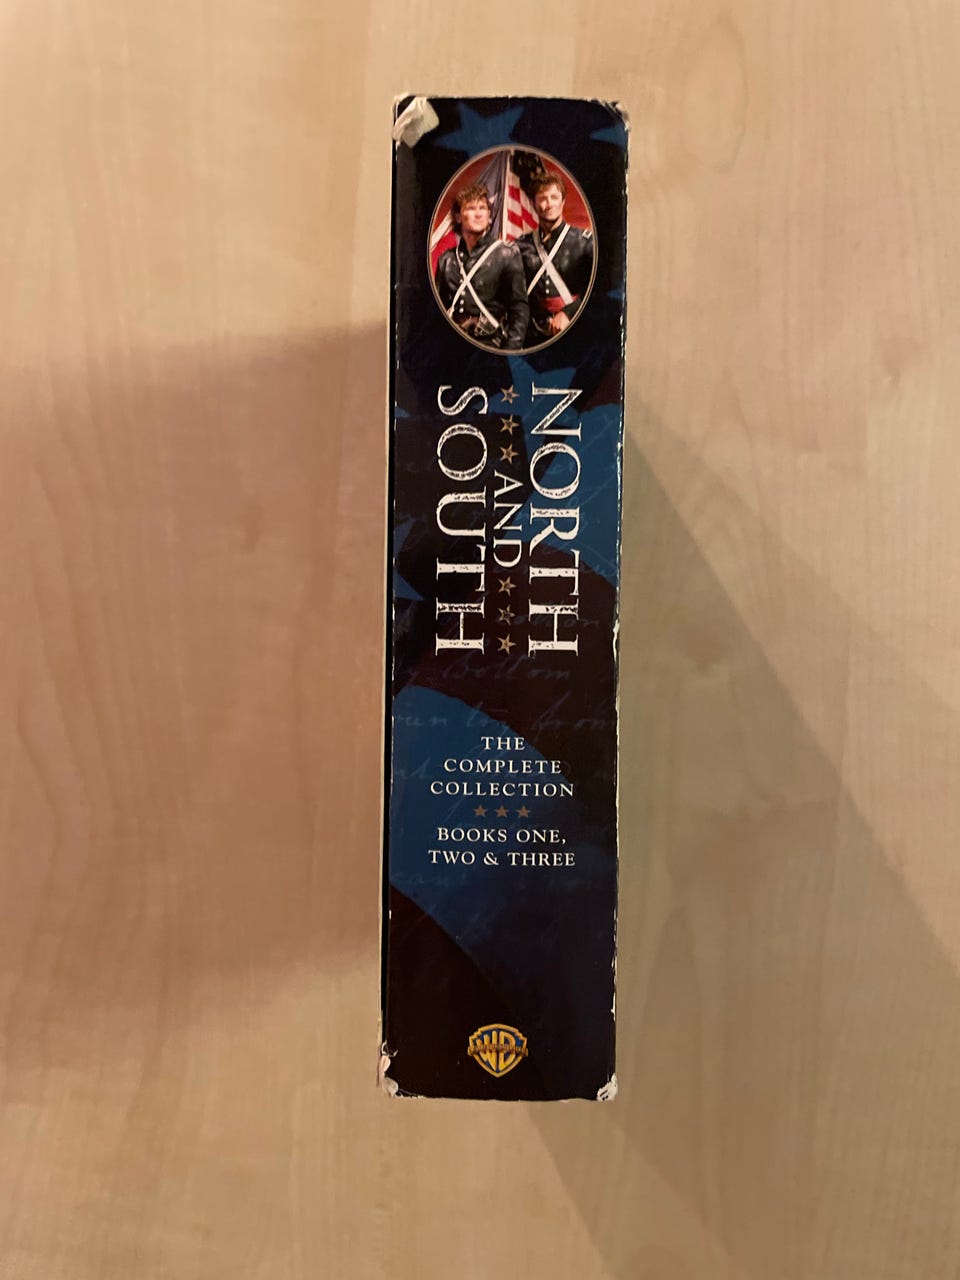 NORTH
AND
SOUTH
THE
COMPLETE
COLLECTION
BOOKS ONE,
TWO & THREE
WB